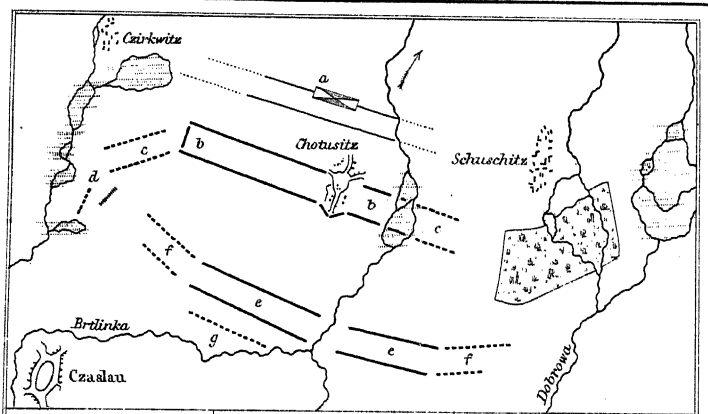 Czirkwitz
a
Chotusitz
Schuschitz
c
b
d
b
c
f
e
g
e
f
Brtlinka
Czaslau
Dobrowa